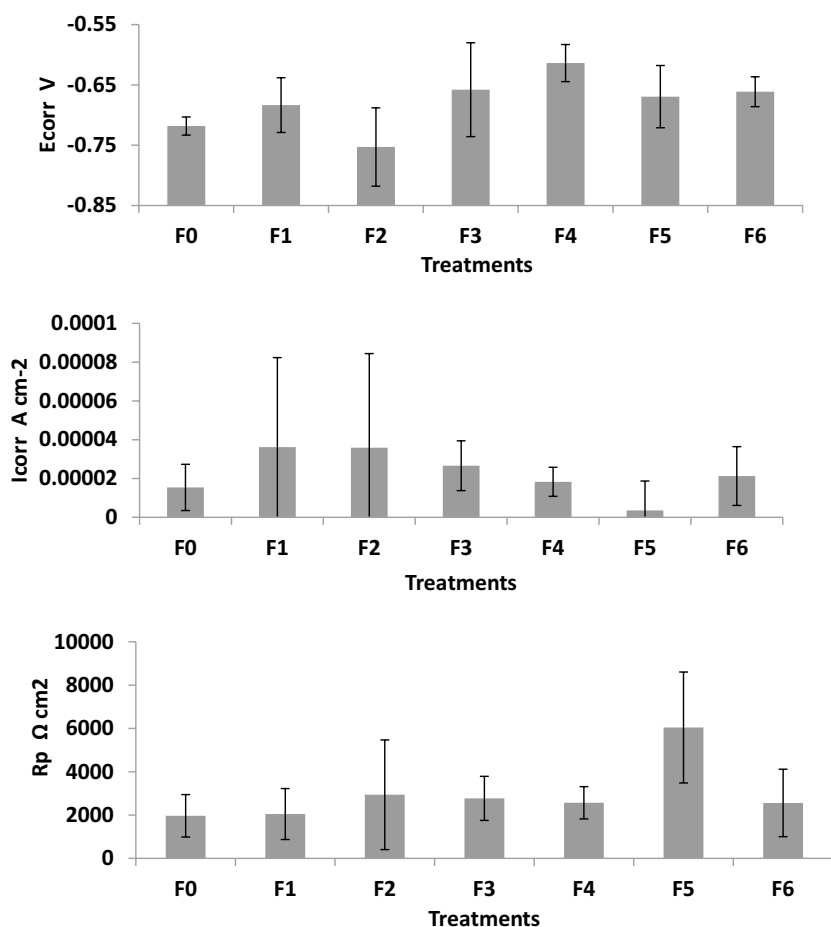 Ecorr V
-0.55
-0.65
-0.75
-0.85
F0 F1 F2 F3 F4 F5 F6
Treatments
Icorr A cm-2
0.0001
0.00008
0.00006
0.00004
0.00002
0
F0 F1 F2 F3 F4 F5 F6
Treatments
Rp Ω cm2
10000
8000
6000
4000
2000
0
F0 F1 F2 F3 F4 F5 F6
Treatments